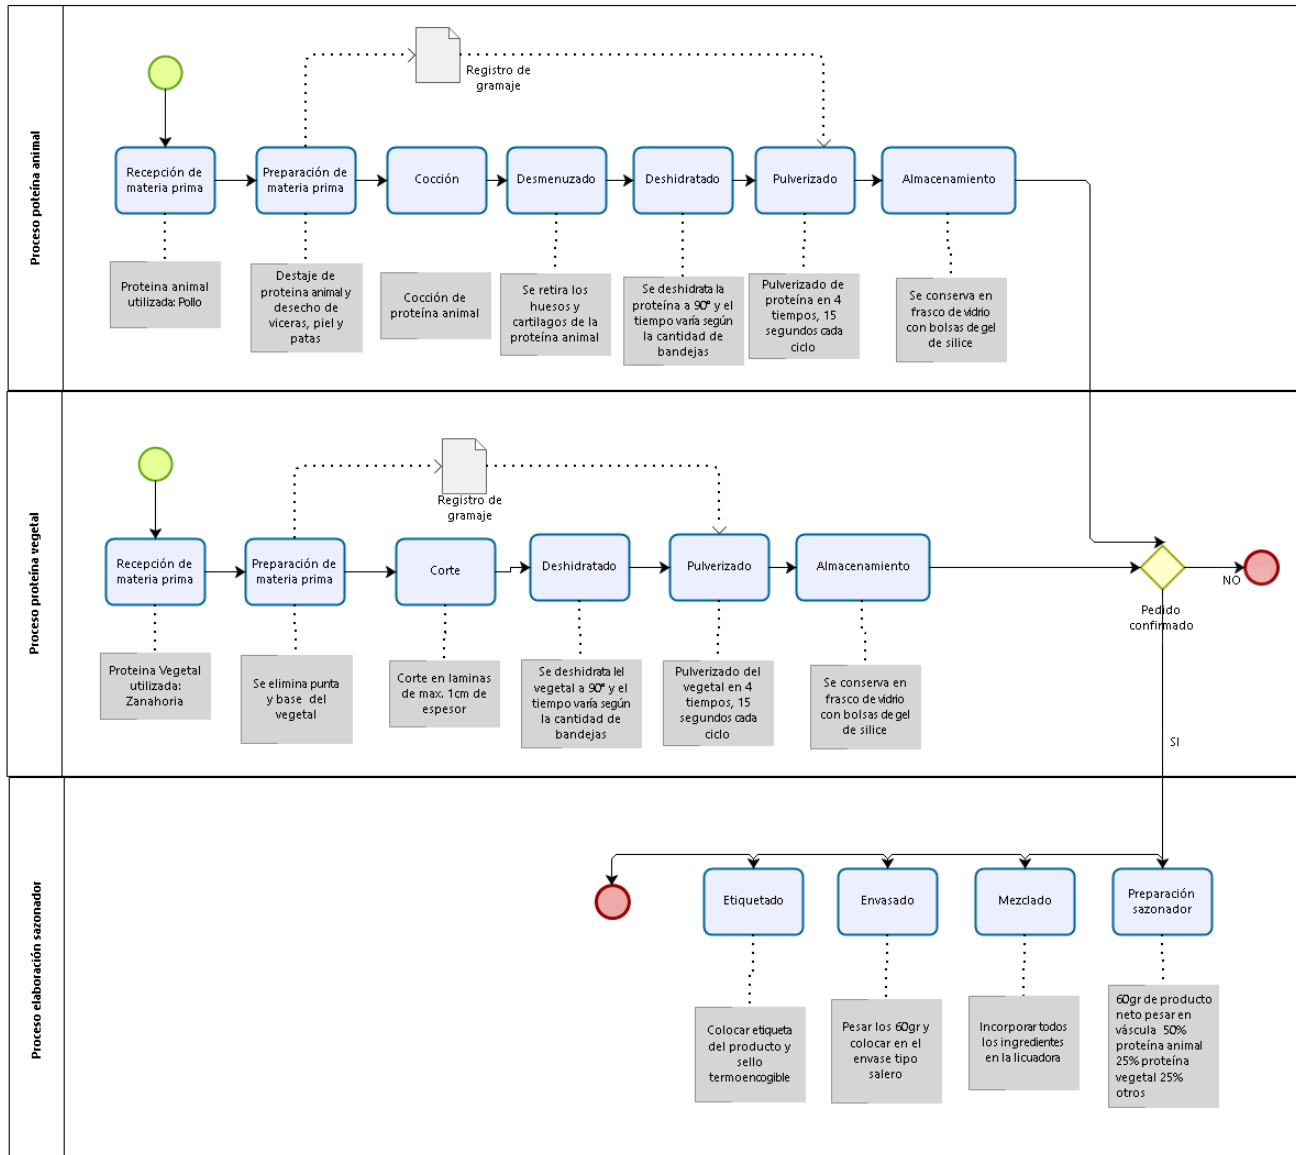 Proceso poteína animal
Registro de
gramaje
Recepción de
materia prima
Preparación de
materia prima
Cocción
Desmenuzado
Deshidratado
Pulverizado
Almacenamiento
Proteina animal
utilizada: Pollo
Destaje de
proteina animal y
desecho de
viceras, piel y
patas
Cocción de
proteína animal
Se retira los
huesos y
cartilagos de la
proteína animal
Se deshidrata la
proteína a 90° y el
tiempo varía según
la cantidad de
bandejas
Pulverizado de
proteína en 4
tiempos, 15
segundos cada
ciclo
Se conserva en
frasco de vidrio
con bolsas de gel
de silice
Proceso proteína vegetal
Registro de
gramaje
Recepción de
materia prima
Preparación de
materia prima
Corte
Deshidratado
Pulverizado
Almacenamiento
NO
Pedido
confirmado
Proteina Vegetal
utilizada:
Zanahoria
Se elimina punta
y base del
vegetal
Corte en laminas
de max. 1cm de
espesor
Se deshidrata lel
vegetal a 90° y el
tiempo varía según
la cantidad de
bandejas
Pulverizado del
vegetal en 4
tiempos, 15
segundos cada
ciclo
Se conserva en
frasco de vidrio
con bolsas de gel
de silice
SI
Proceso elaboración sazonador
Etiquetado
Envasado
Mezclado
Preparación
sazonador
Colocar etiqueta
del producto y
sello
termoencogible
Pesar los 60gr y
colocar en el
envase tipo
salero
Incorporar todos
los ingredientes
en la licuadora
60gr de producto
neto pesar en
váscula 50%
proteína animal
25% proteína
vegetal 25%
otros